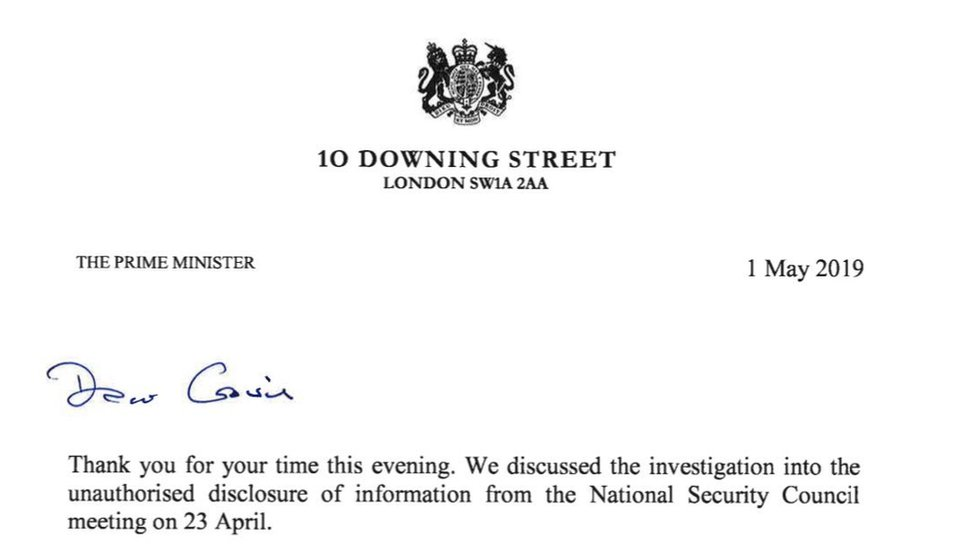 10 DOWNING STREET
LONDON SW1A 2AA
THE PRIME MINISTER
1 May 2019
Dear Gavin
Thank you for your time this evening. We discussed the investigation into the
unauthorised disclosure of information from the National Security Council
meeting on 23 April.